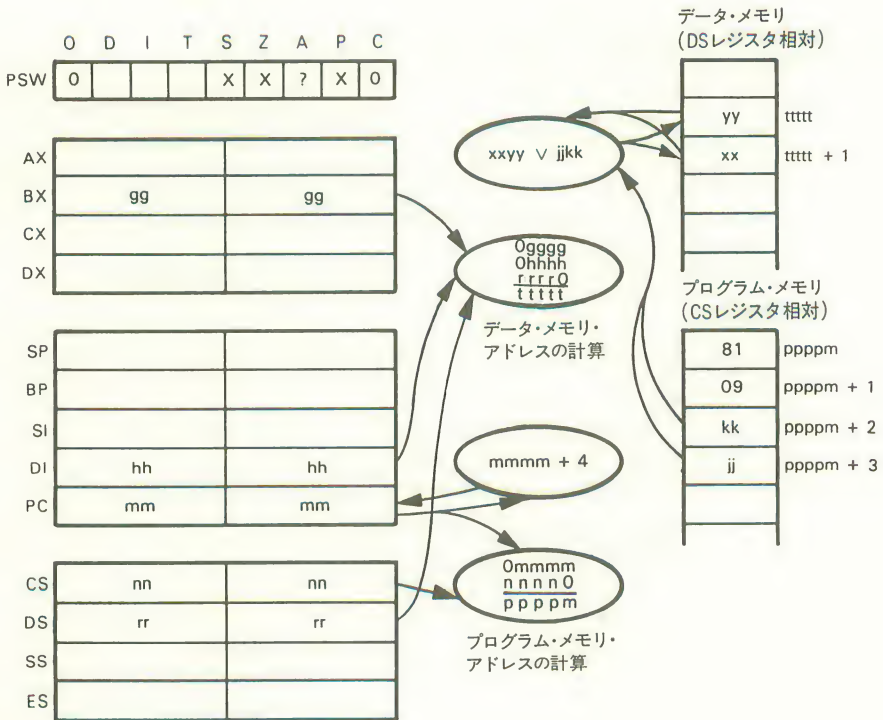 O D I T S Z A P C
PSW 0 X X ? X 0
AX
BX gg gg
CX
DX
SP
BP
SI
DI hh hh
PC mm mm
CS nn nn
DS rr rr
SS
ES
xxyy ∨ jjkk
0gggg
0hhhh
rrrr0
ttttt
データ・メモリ・
アドレスの計算
mmmm + 4
0mmmm
nnnn0
ppppm
プログラム・メモリ・
アドレスの計算
データ・メモリ
(DSレジスタ相対)
yy ttttt
xx ttttt + 1
プログラム・メモリ
(CSレジスタ相対)
81 ppppm
09 ppppm + 1
kk ppppm + 2
jj ppppm + 3